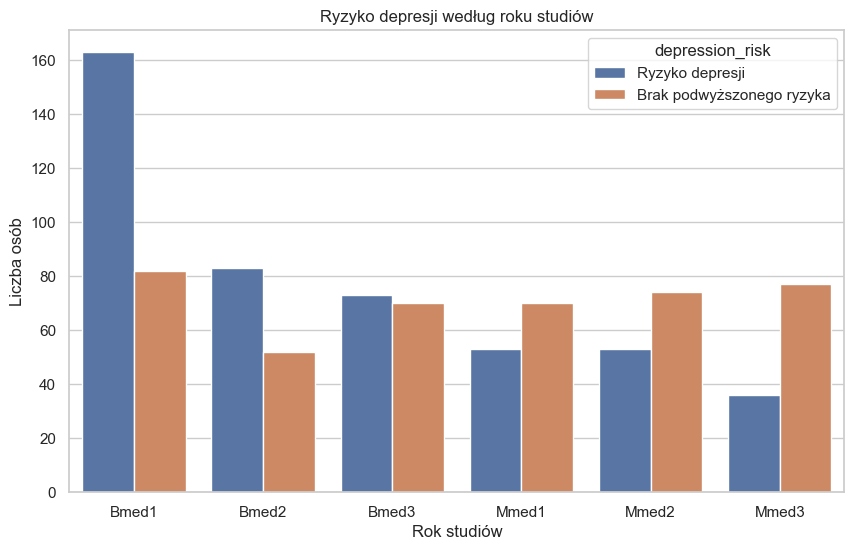 Ryzyko depresji według roku studiów
depression_risk
Ryzyko depresji
Brak podwyższonego ryzyka
Liczba osób
160
140
120
100
80
60
40
20
0
Bmed1 Bmed2 Bmed3 Mmed1 Mmed2 Mmed3
Rok studiów